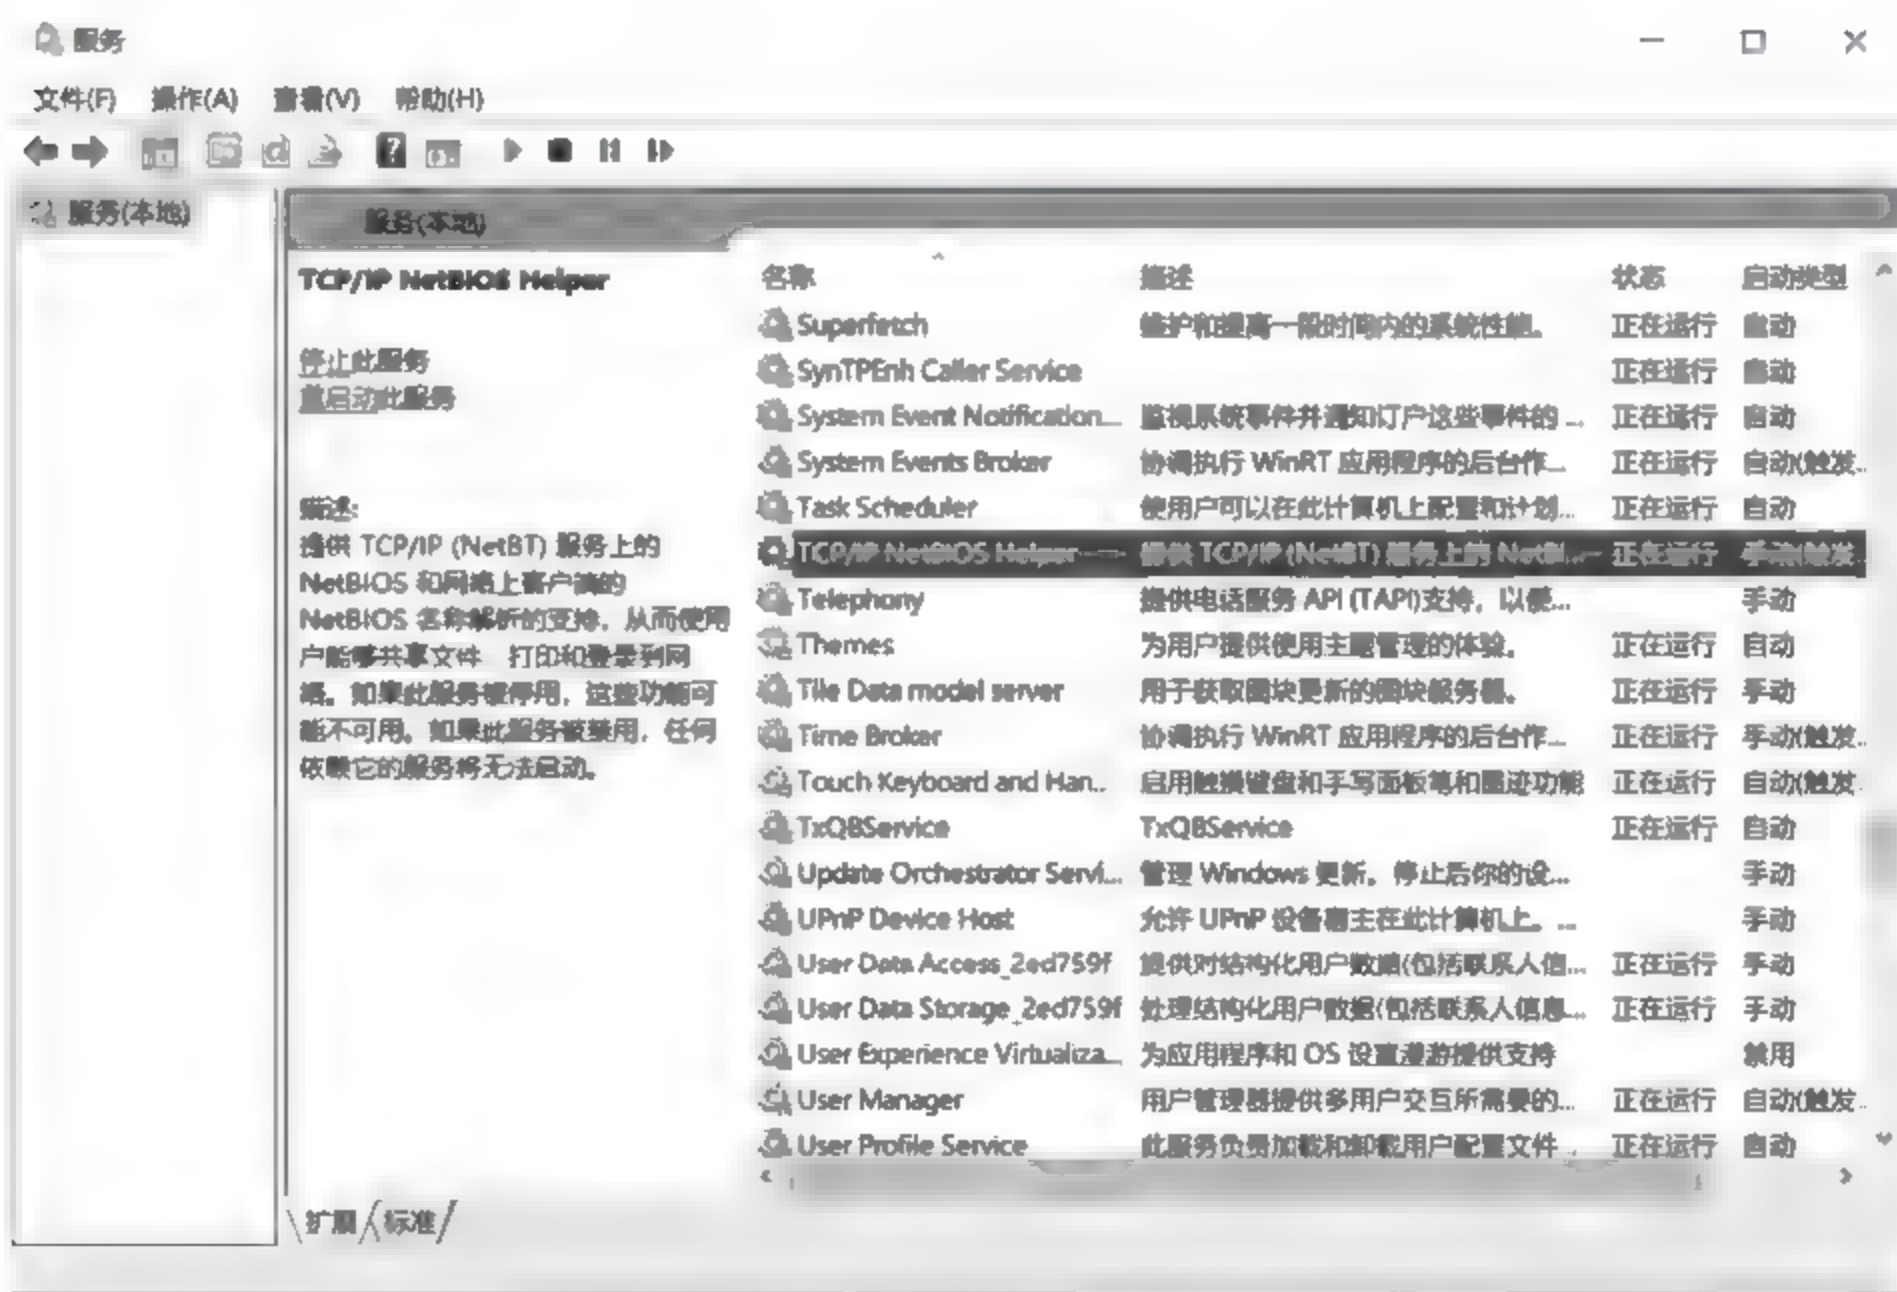 服务
文件(F) 操作(A) 查看(V) 帮助(H)
服务(本地)
服务(本地)
TCP/IP NetBIOS Helper
停止此服务
重启动此服务
描述:
提供 TCP/IP (NetBT) 服务上的
NetBIOS 和网络上客户端的
NetBIOS 名称解析的支持，从而使用
户能够共享文件、打印和登录到网
络。如果此服务被停用，这些功能可
能不可用。如果此服务被禁用，任何
依赖它的服务将无法启动。
名称 描述 状态 启动类型
Superfetch 维护和提高一段时间内的系统性能。 正在运行 自动
SynTPEnh Caller Service 正在运行 自动
System Event Notification... 监视系统事件并通知订户这些事件的 ... 正在运行 自动
System Events Broker 协调执行 WinRT 应用程序的后台作... 正在运行 自动(触发...
Task Scheduler 使用户可以在此计算机上配置和计划... 正在运行 自动
TCP/IP NetBIOS Helper 提供 TCP/IP (NetBT) 服务上的 NetBI... 正在运行 手动(触发...
Telephony 提供电话服务 API (TAPI)支持，以便... 手动
Themes 为用户提供使用主题管理的体验。 正在运行 自动
Tile Data model server 用于获取图块更新的图块服务器。 正在运行 手动
Time Broker 协调执行 WinRT 应用程序的后台作... 正在运行 手动(触发...
Touch Keyboard and Han... 启用触摸键盘和手写面板笔和墨迹功能 正在运行 自动(触发...
TxQBService TxQBService 正在运行 自动
Update Orchestrator Servi... 管理 Windows 更新。停止后你的设... 手动
UPnP Device Host 允许 UPnP 设备宿主在此计算机上。... 手动
User Data Access_2ed759f 提供对结构化用户数据(包括联系人信... 正在运行 手动
User Data Storage_2ed759f 处理结构化用户数据(包括联系人信息... 正在运行 手动
User Experience Virtualiza... 为应用程序和 OS 设置漫游提供支持 禁用
User Manager 用户管理器提供多用户交互所需要的... 正在运行 自动(触发...
User Profile Service 此服务负责加载和卸载用户配置文件... 正在运行 自动
扩展 标准